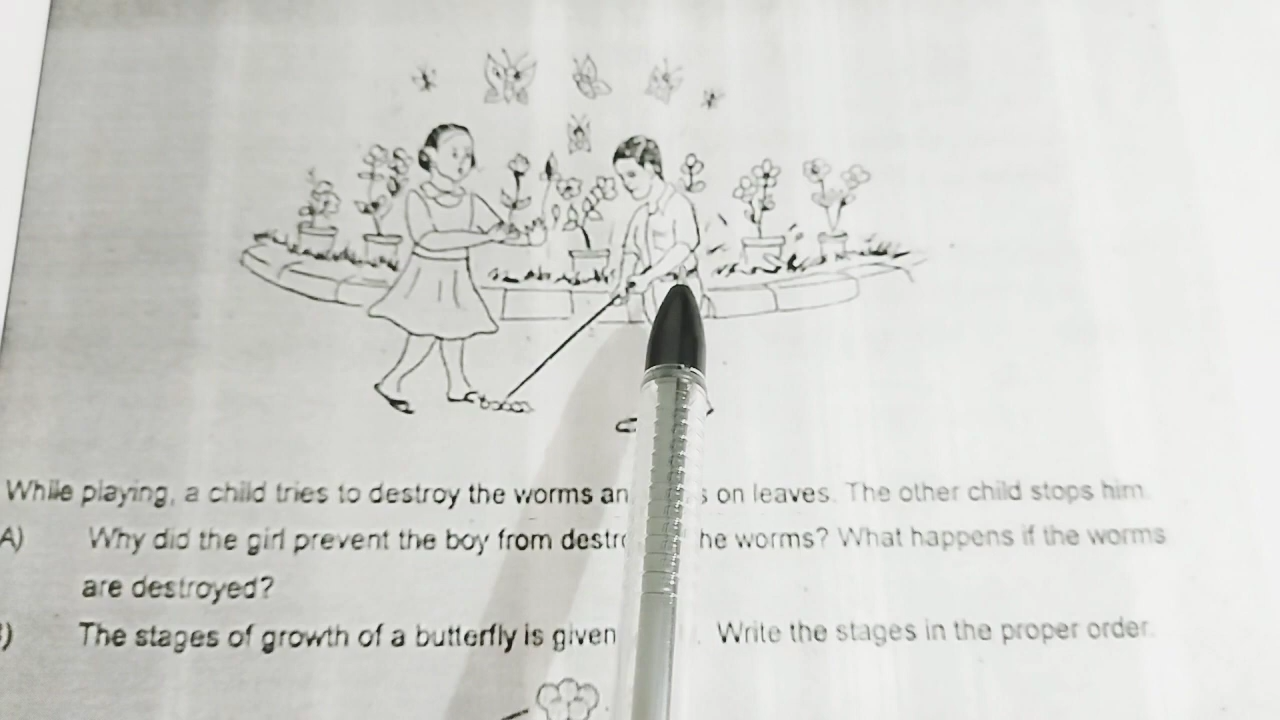 While playing, a child tries to destroy the worms an s on leaves. The other child stops him.
A) Why did the girl prevent the boy from destr he worms? What happens if the worms
are destroyed?
) The stages of growth of a butterfly is given . Write the stages in the proper order.